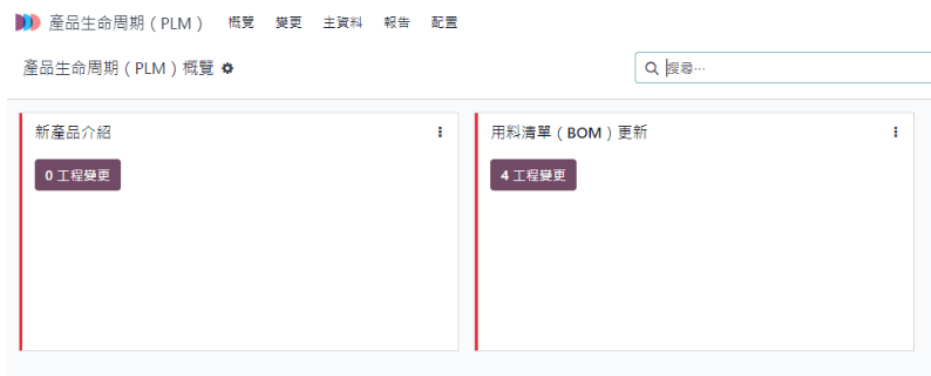 產品生命周期（PLM） 概覽 變更 主資料 報告 配置
產品生命周期（PLM）概覽
搜尋…
新產品介紹
用料清單（BOM）更新
0 工程變更
4 工程變更